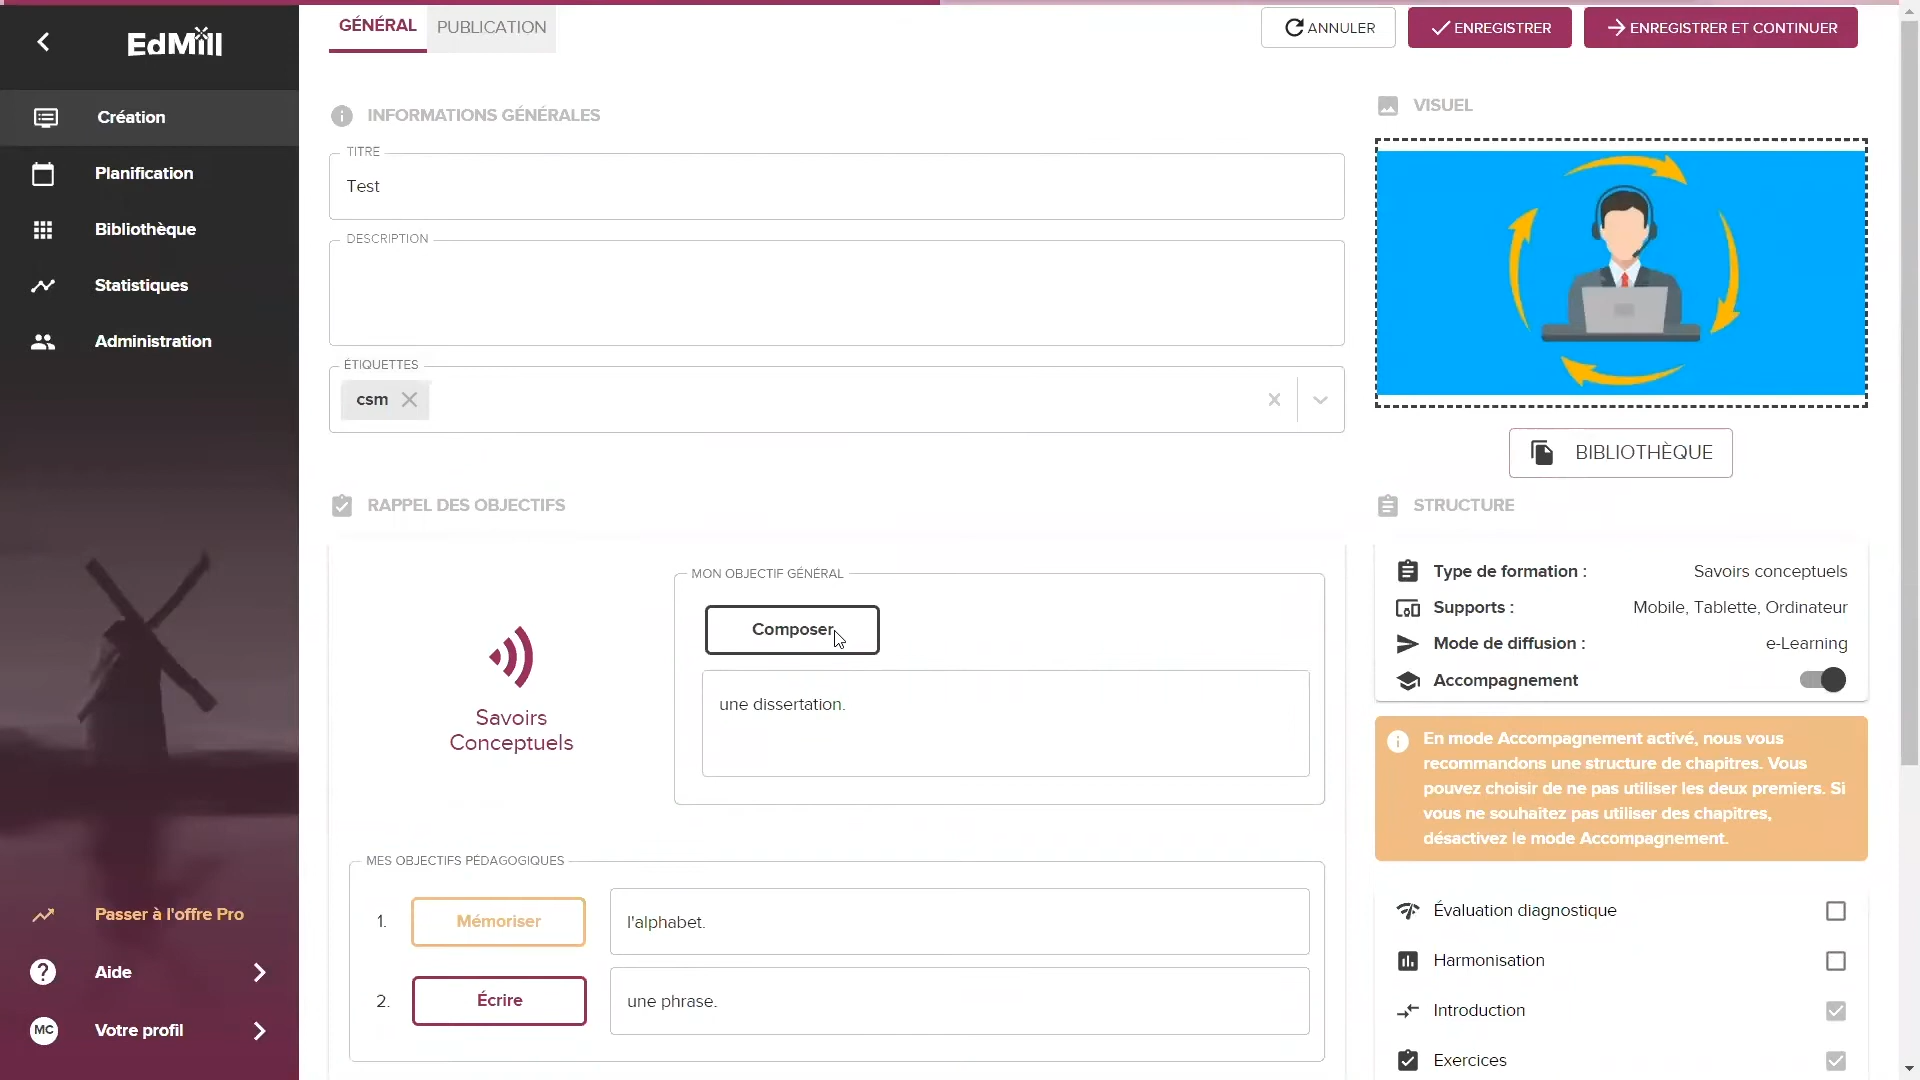 EdMill
Création
Planification
Bibliothèque
Statistiques
Administration
Passer à l'offre Pro
Aide
MC
Votre profil
GÉNÉRAL
PUBLICATION
ANNULER
ENREGISTRER
ENREGISTRER ET CONTINUER
INFORMATIONS GÉNÉRALES
TITRE
Test
DESCRIPTION
ÉTIQUETTES
csm
VISUEL
BIBLIOTHÈQUE
RAPPEL DES OBJECTIFS
Savoirs
Conceptuels
MON OBJECTIF GÉNÉRAL
Composer
une dissertation.
MES OBJECTIFS PÉDAGOGIQUES
1. Mémoriser l'alphabet.
2. Écrire une phrase.
STRUCTURE
Type de formation : Savoirs conceptuels
Supports : Mobile, Tablette, Ordinateur
Mode de diffusion : e-Learning
Accompagnement
En mode Accompagnement activé, nous vous
recommandons une structure de chapitres. Vous
pouvez choisir de ne pas utiliser les deux premiers. Si
vous ne souhaitez pas utiliser des chapitres,
désactivez le mode Accompagnement.
Évaluation diagnostique
Harmonisation
Introduction
Exercices